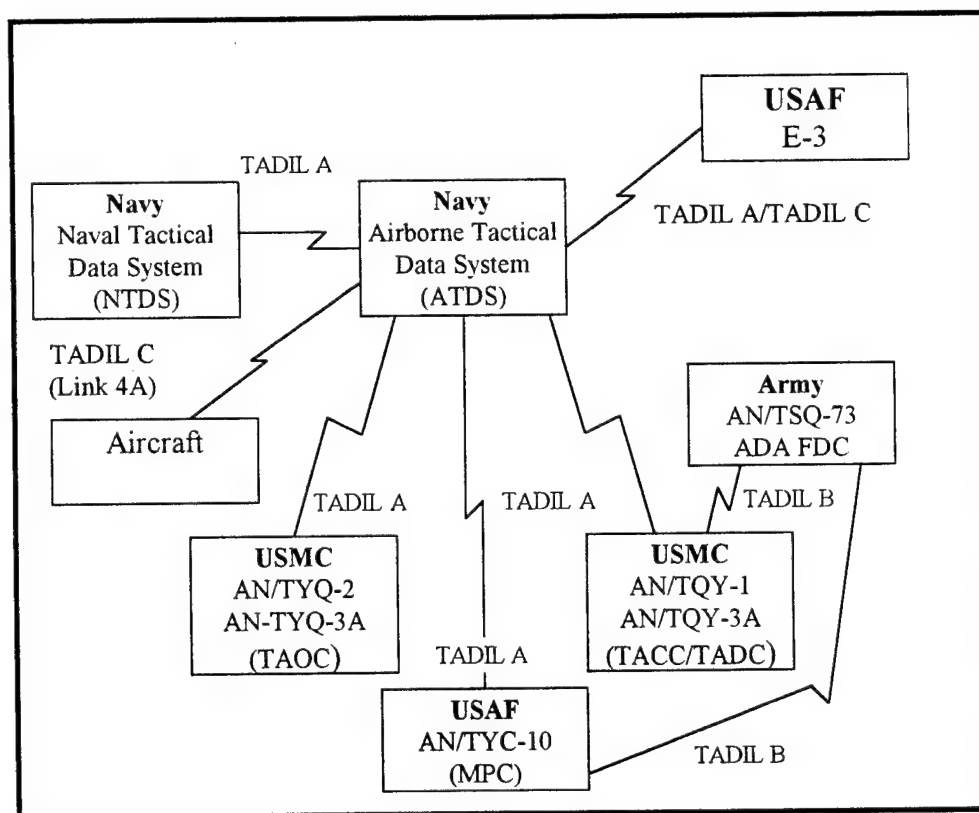 USAF
E-3
TADIL A
Navy
Naval Tactical
Data System
(NTDS)
Navy
Airborne Tactical
Data System
(ATDS)
TADIL A/TADIL C
TADIL C
(Link 4A)
Aircraft
Army
AN/TSQ-73
ADA FDC
TADIL A
TADIL A
TADIL B
USMC
AN/TYQ-2
AN-TYQ-3A
(TAOC)
USMC
AN/TQY-1
AN/TQY-3A
(TACC/TADC)
TADIL A
USAF
AN/TYC-10
(MPC)
TADIL B